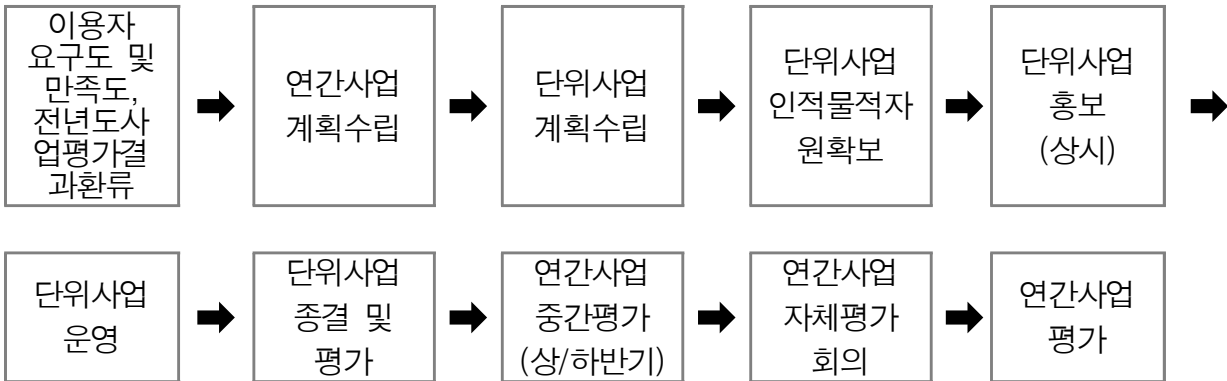 이용자
요구도 및
만족도,
전년도사
업평가결
과환류
연간사업
계획수립
단위사업
계획수립
단위사업
인적물적자
원확보
단위사업
홍보
(상시)
단위사업
운영
단위사업
종결 및
평가
연간사업
중간평가
(상/하반기)
연간사업
자체평가
회의
연간사업
평가